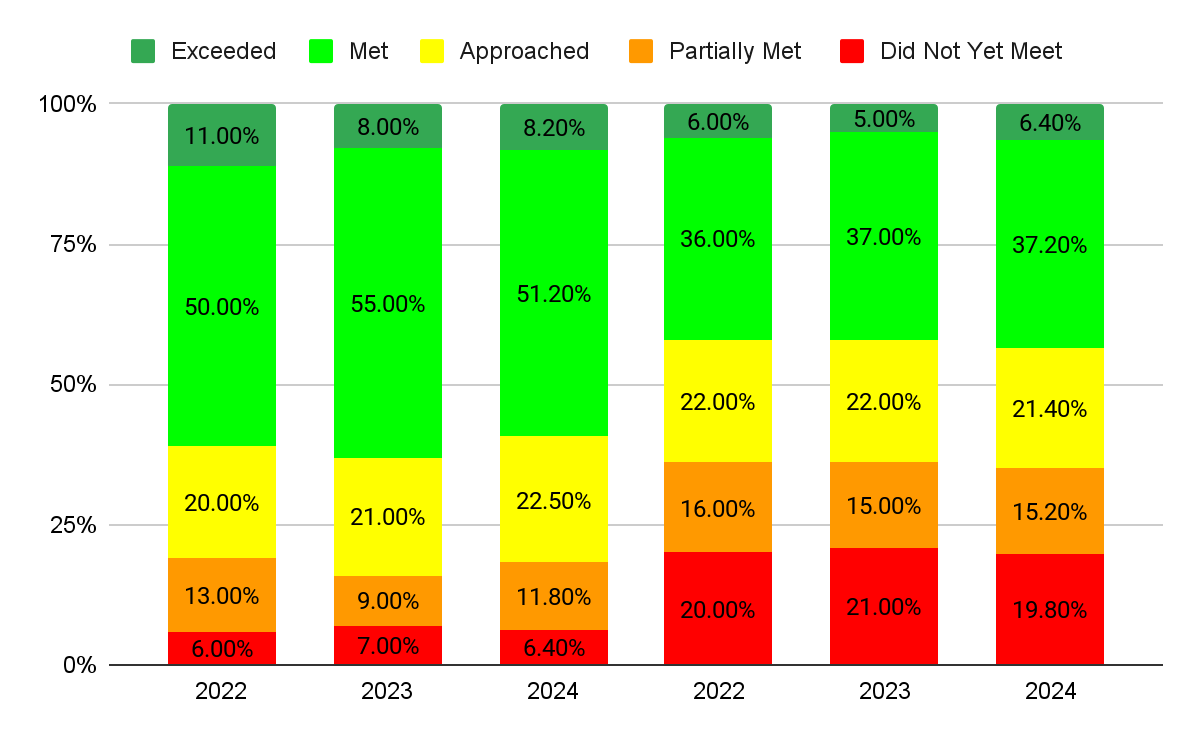 Exceeded Met Approached Partially Met Did Not Yet Meet
100%
11.00% 8.00% 8.20% 6.00% 5.00% 6.40%
75%
50.00% 55.00% 51.20% 36.00% 37.00% 37.20%
50%
20.00% 21.00% 22.50% 22.00% 22.00% 21.40%
25%
13.00% 9.00% 11.80% 16.00% 15.00% 15.20%
6.00% 7.00% 6.40% 20.00% 21.00% 19.80%
0%
2022 2023 2024 2022 2023 2024